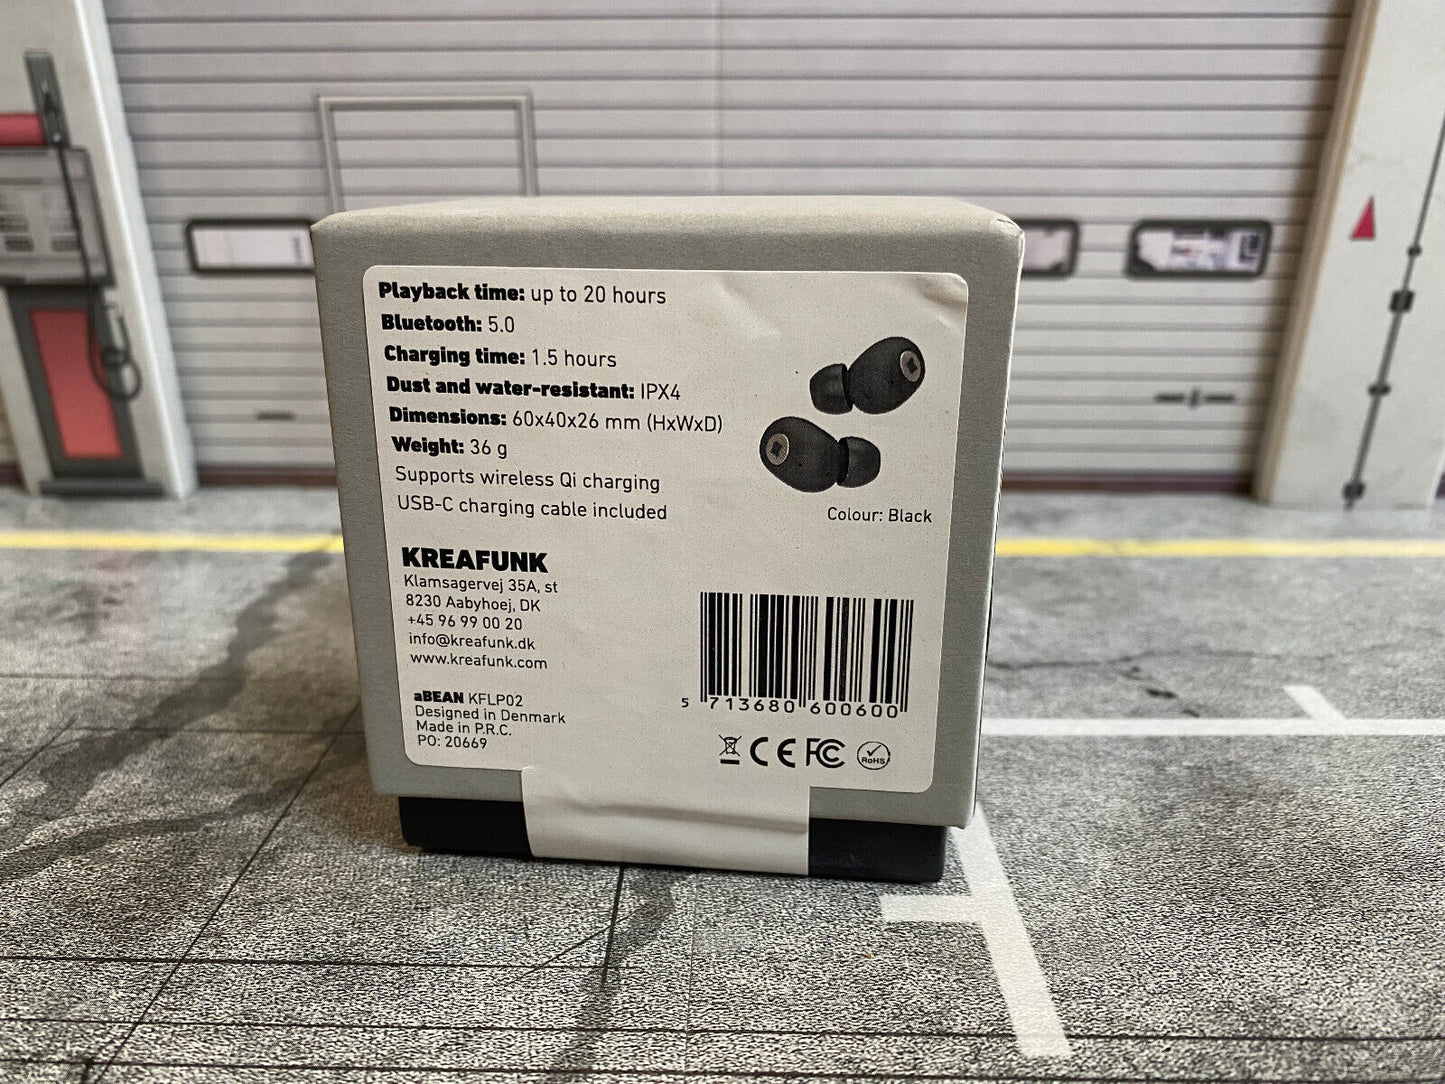 Playback time: up to 20 hours
Bluetooth: 5.0
Charging time: 1.5 hours
Dust and water-resistant: IPX4
Dimensions: 60x40x26 mm (HxWxD)
Weight: 36 g
Supports wireless Qi charging
USB-C charging cable included
Colour: Black
KREAFUNK
Klamsagervej 35A, st
8230 Aabyhoej, DK
+45 96 99 00 20
info@kreafunk.dk
www.kreafunk.com
aBEAN KFLP02
Designed in Denmark
Made in P.R.C.
PO: 20669
5 713680 600600
CE FC RoHS